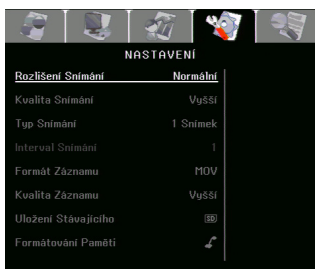 NASTAVENÍ
Rozlišení Snímání Normální
Kvalita Snímání Vyšší
Typ Snímání 1 Snímek
Interval Snímání 1
Formát Záznamu MOV
Kvalita Záznamu Vyšší
Uložení Stávajícího SD
Formátování Paměti